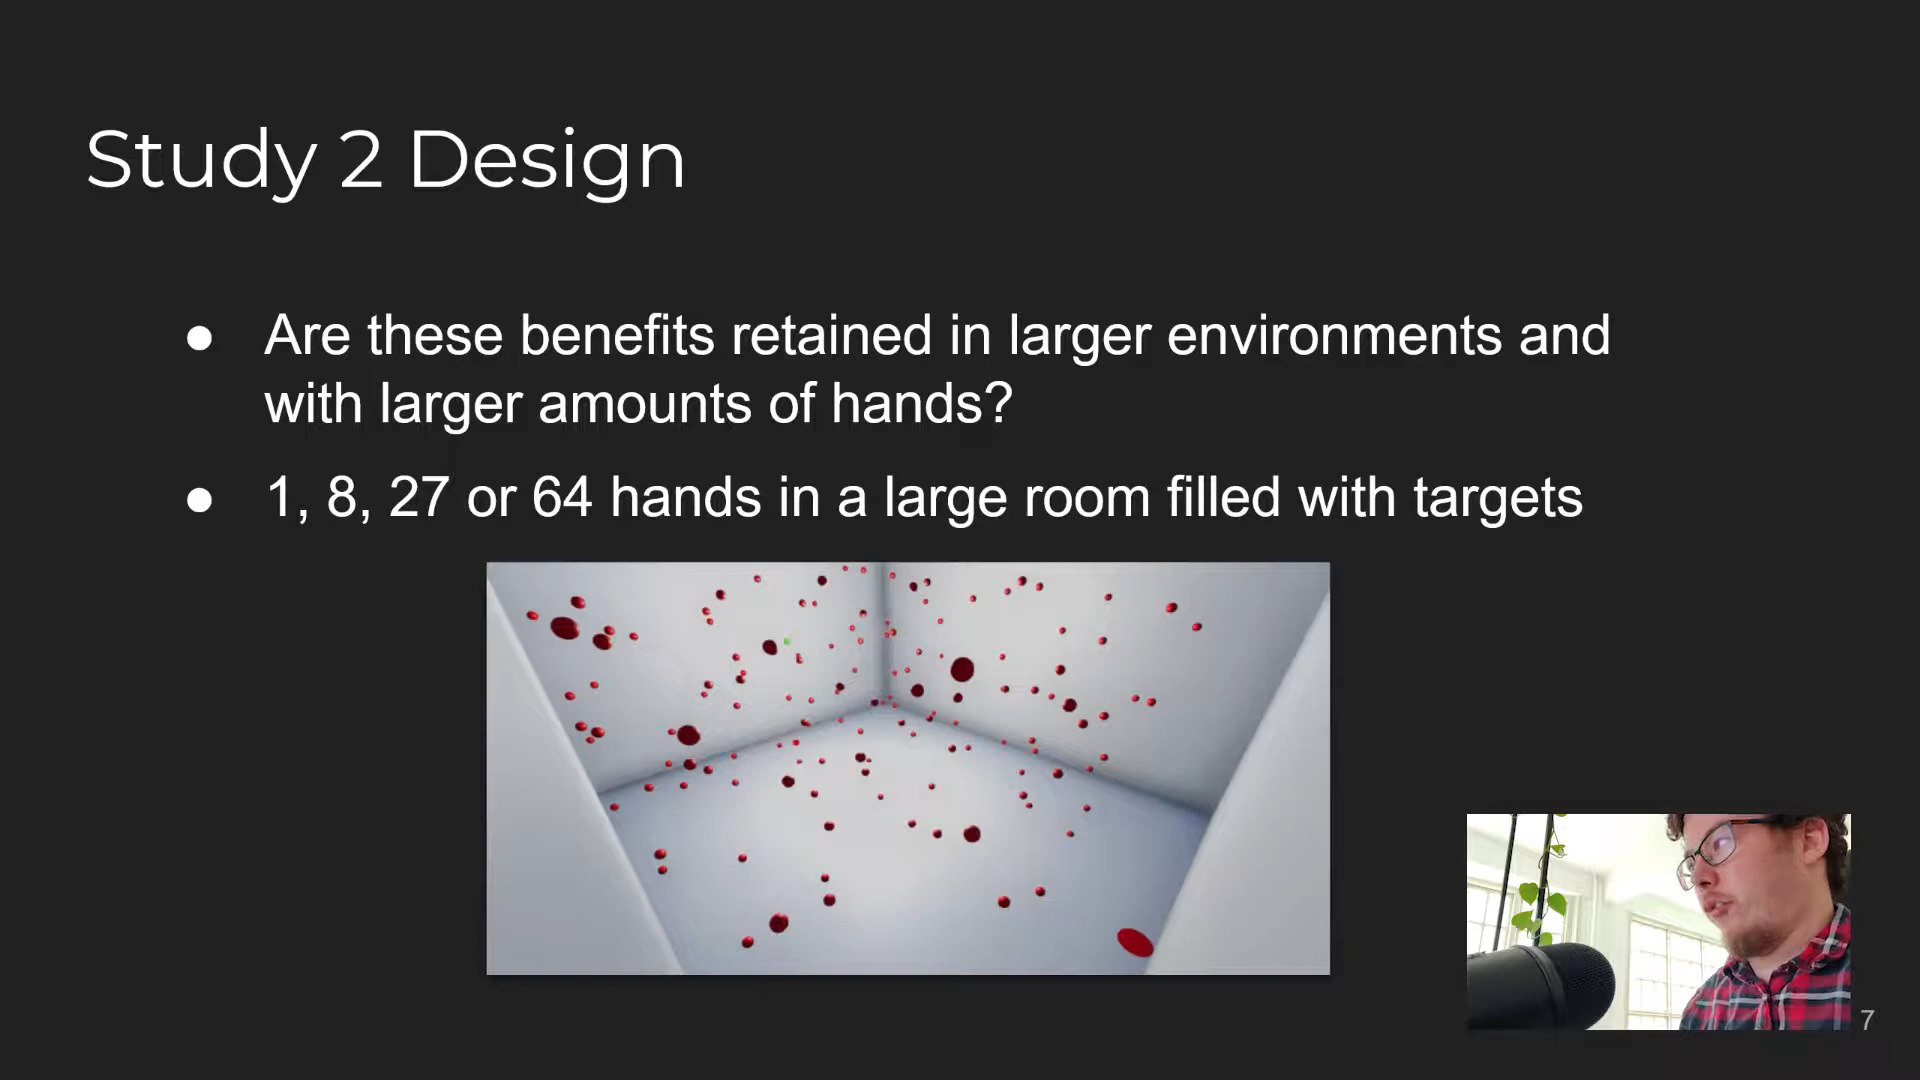 Study 2 Design
● Are these benefits retained in larger environments and
with larger amounts of hands?
● 1, 8, 27 or 64 hands in a large room filled with targets
7